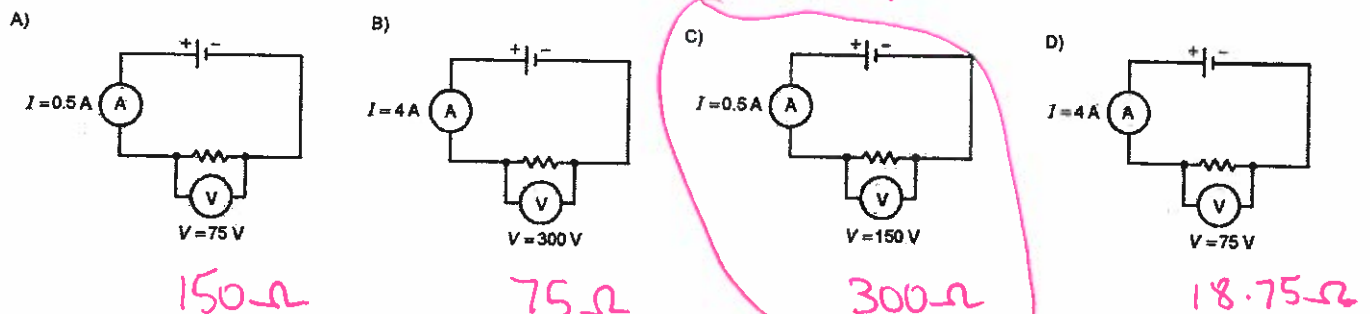 A)
+ −
I=0.5 A
A
V
V=75 V
150Ω
B)
+ −
I=4 A
A
V
V=300 V
75Ω
C)
+ −
I=0.5 A
A
V
V=150 V
300Ω
D)
+ −
I=4 A
A
V
V=75 V
18.75Ω